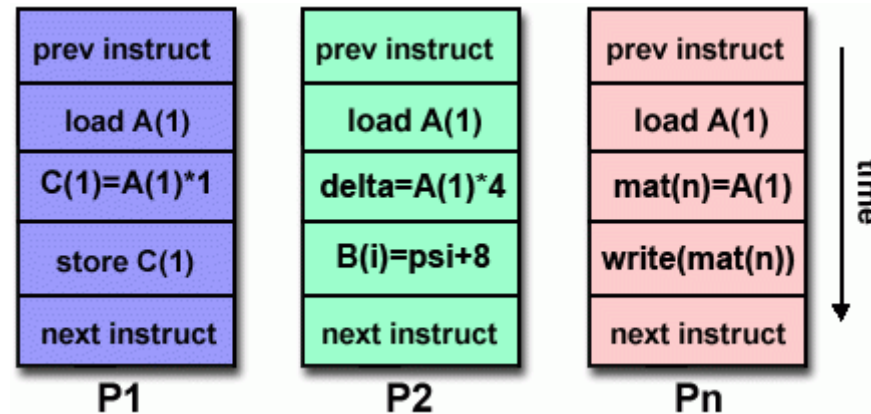 prev instruct
load A(1)
C(1)=A(1)*1
store C(1)
next instruct
P1
prev instruct
load A(1)
delta=A(1)*4
B(i)=psi+8
next instruct
P2
prev instruct
load A(1)
mat(n)=A(1)
write(mat(n))
next instruct
Pn
time